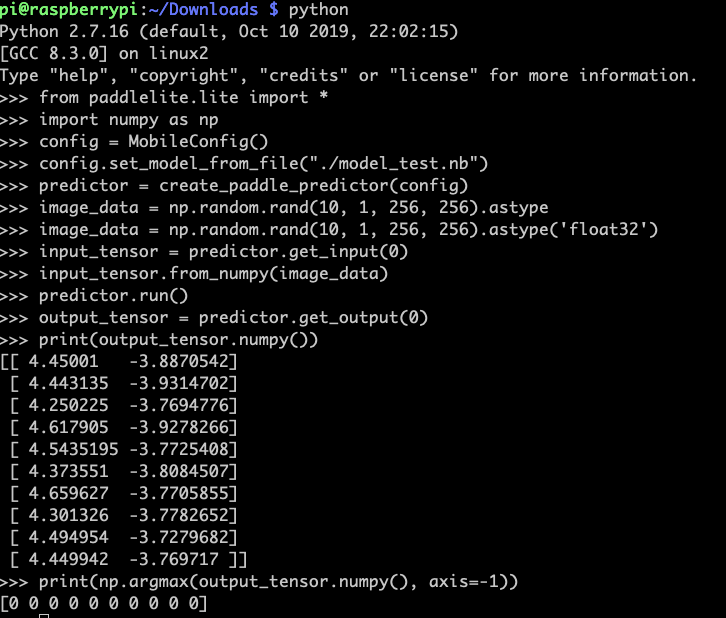 pi@raspberrypi:~/Downloads $ python
Python 2.7.16 (default, Oct 10 2019, 22:02:15)
[GCC 8.3.0] on linux2
Type "help", "copyright", "credits" or "license" for more information.
>>> from paddlelite.lite import *
>>> import numpy as np
>>> config = MobileConfig()
>>> config.set_model_from_file("./model_test.nb")
>>> predictor = create_paddle_predictor(config)
>>> image_data = np.random.rand(10, 1, 256, 256).astype
>>> image_data = np.random.rand(10, 1, 256, 256).astype('float32')
>>> input_tensor = predictor.get_input(0)
>>> input_tensor.from_numpy(image_data)
>>> predictor.run()
>>> output_tensor = predictor.get_output(0)
>>> print(output_tensor.numpy())
[[ 4.45001   -3.8870542]
 [ 4.443135  -3.9314702]
 [ 4.250225  -3.7694776]
 [ 4.617905  -3.9278266]
 [ 4.5435195 -3.7725408]
 [ 4.373551  -3.8084507]
 [ 4.659627  -3.7705855]
 [ 4.301326  -3.7782652]
 [ 4.494954  -3.7279682]
 [ 4.449942  -3.769717 ]]
>>> print(np.argmax(output_tensor.numpy(), axis=-1))
[0 0 0 0 0 0 0 0 0 0]